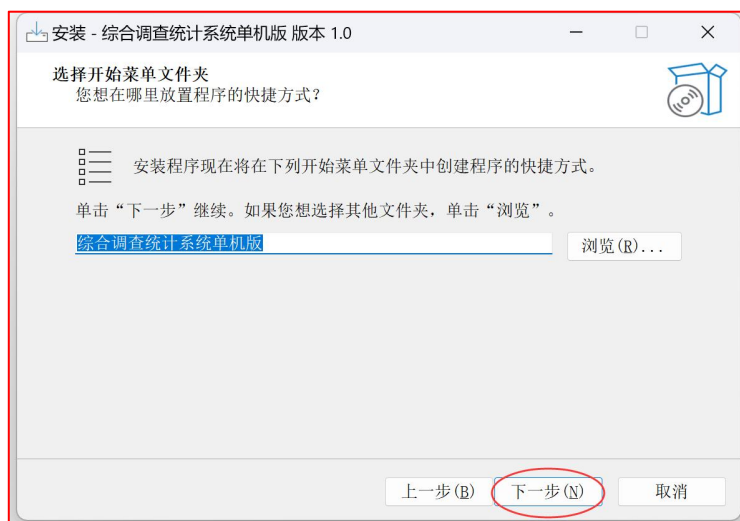 安装 - 综合调查统计系统单机版 版本 1.0
选择开始菜单文件夹
您想在哪里放置程序的快捷方式？
安装程序现在将在下列开始菜单文件夹中创建程序的快捷方式。
单击“下一步”继续。如果您想选择其他文件夹，单击“浏览”。
综合调查统计系统单机版
浏览(R)...
上一步(B) 下一步(N) 取消